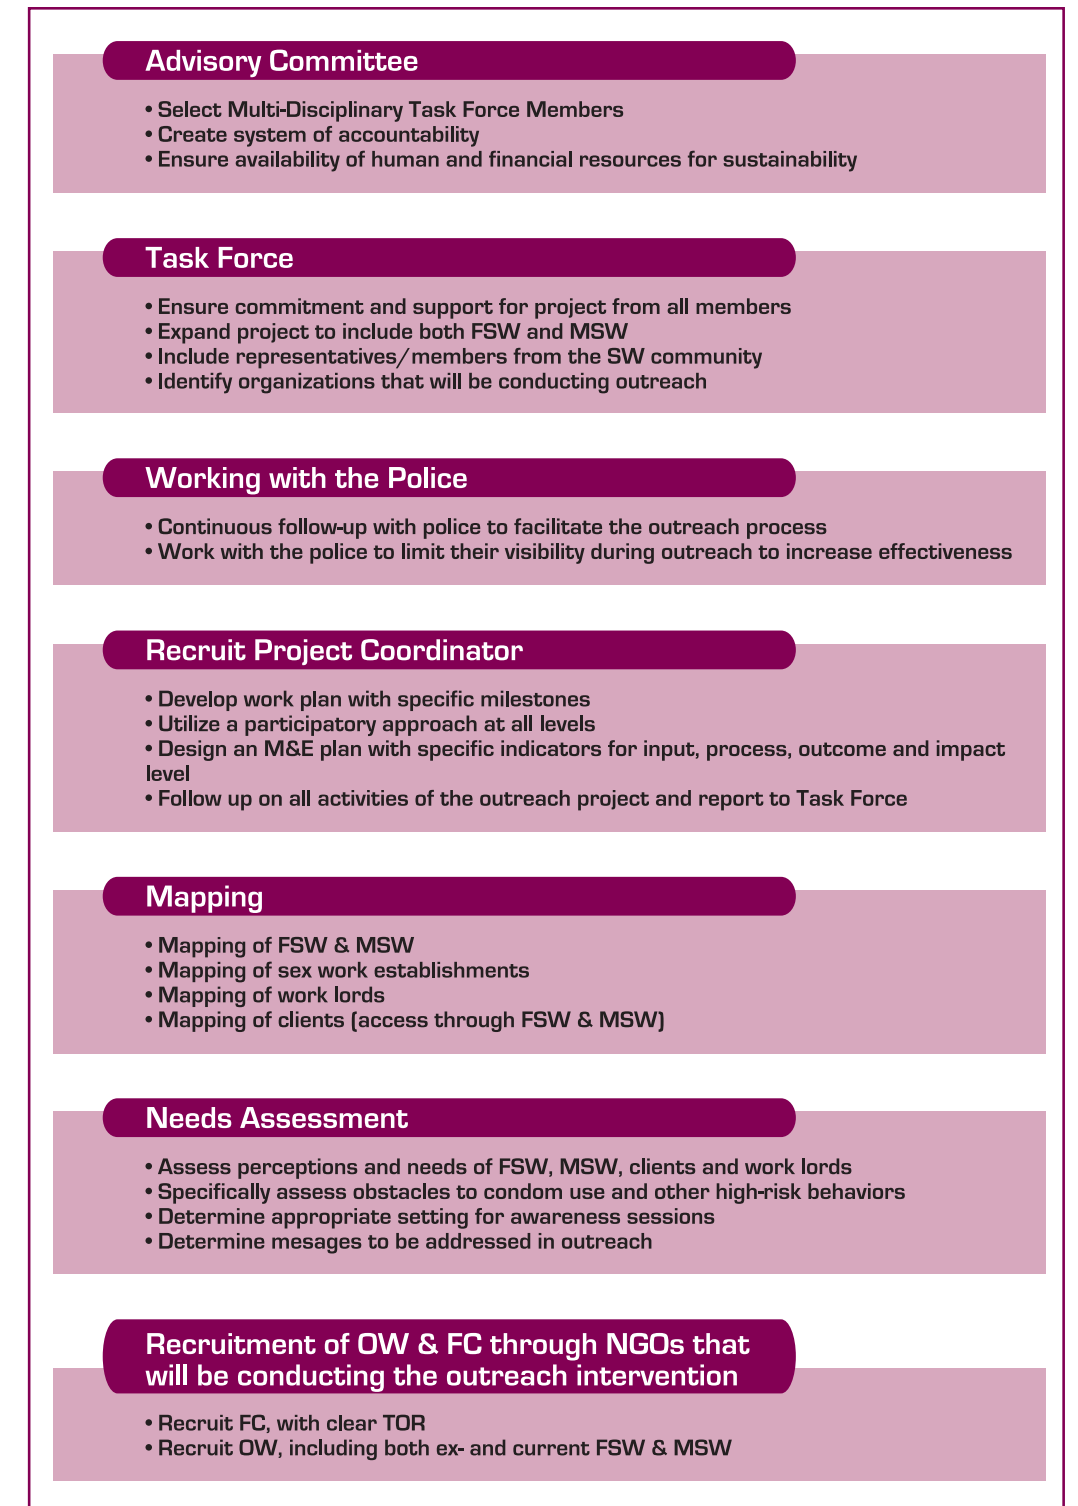 Advisory Committee
• Select Multi-Disciplinary Task Force Members
• Create system of accountability
• Ensure availability of human and financial resources for sustainability
Task Force
• Ensure commitment and support for project from all members
• Expand project to include both FSW and MSW
• Include representatives/members from the SW community
• Identify organizations that will be conducting outreach
Working with the Police
• Continuous follow-up with police to facilitate the outreach process
• Work with the police to limit their visibility during outreach to increase effectiveness
Recruit Project Coordinator
• Develop work plan with specific milestones
• Utilize a participatory approach at all levels
• Design an M&E plan with specific indicators for input, process, outcome and impact
level
• Follow up on all activities of the outreach project and report to Task Force
Mapping
• Mapping of FSW & MSW
• Mapping of sex work establishments
• Mapping of work lords
• Mapping of clients (access through FSW & MSW)
Needs Assessment
• Assess perceptions and needs of FSW, MSW, clients and work lords
• Specifically assess obstacles to condom use and other high-risk behaviors
• Determine appropriate setting for awareness sessions
• Determine mesages to be addressed in outreach
Recruitment of OW & FC through NGOs that
will be conducting the outreach intervention
• Recruit FC, with clear TOR
• Recruit OW, including both ex- and current FSW & MSW